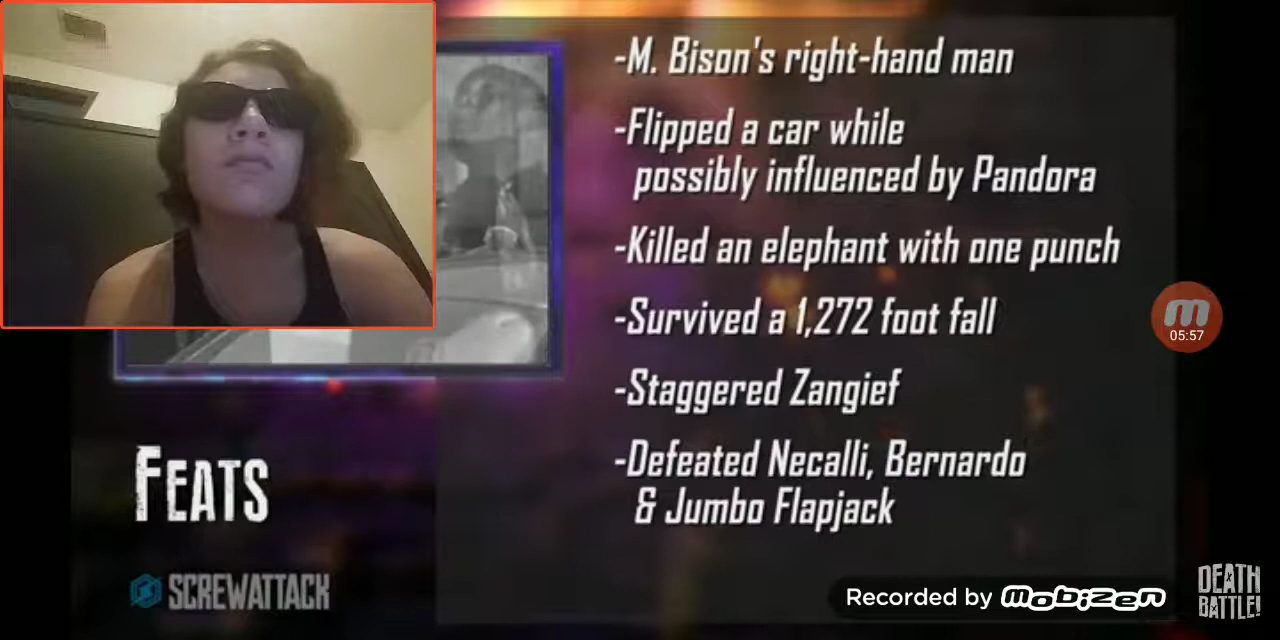 -M. Bison's right-hand man
-Flipped a car while
possibly influenced by Pandora
-Killed an elephant with one punch
-Survived a 1,272 foot fall
-Staggered Zangief
-Defeated Necalli, Bernardo
& Jumbo Flapjack
05:57
FEATS
SCREWATTACK
Recorded by mobizen
DEATH
BATTLE!